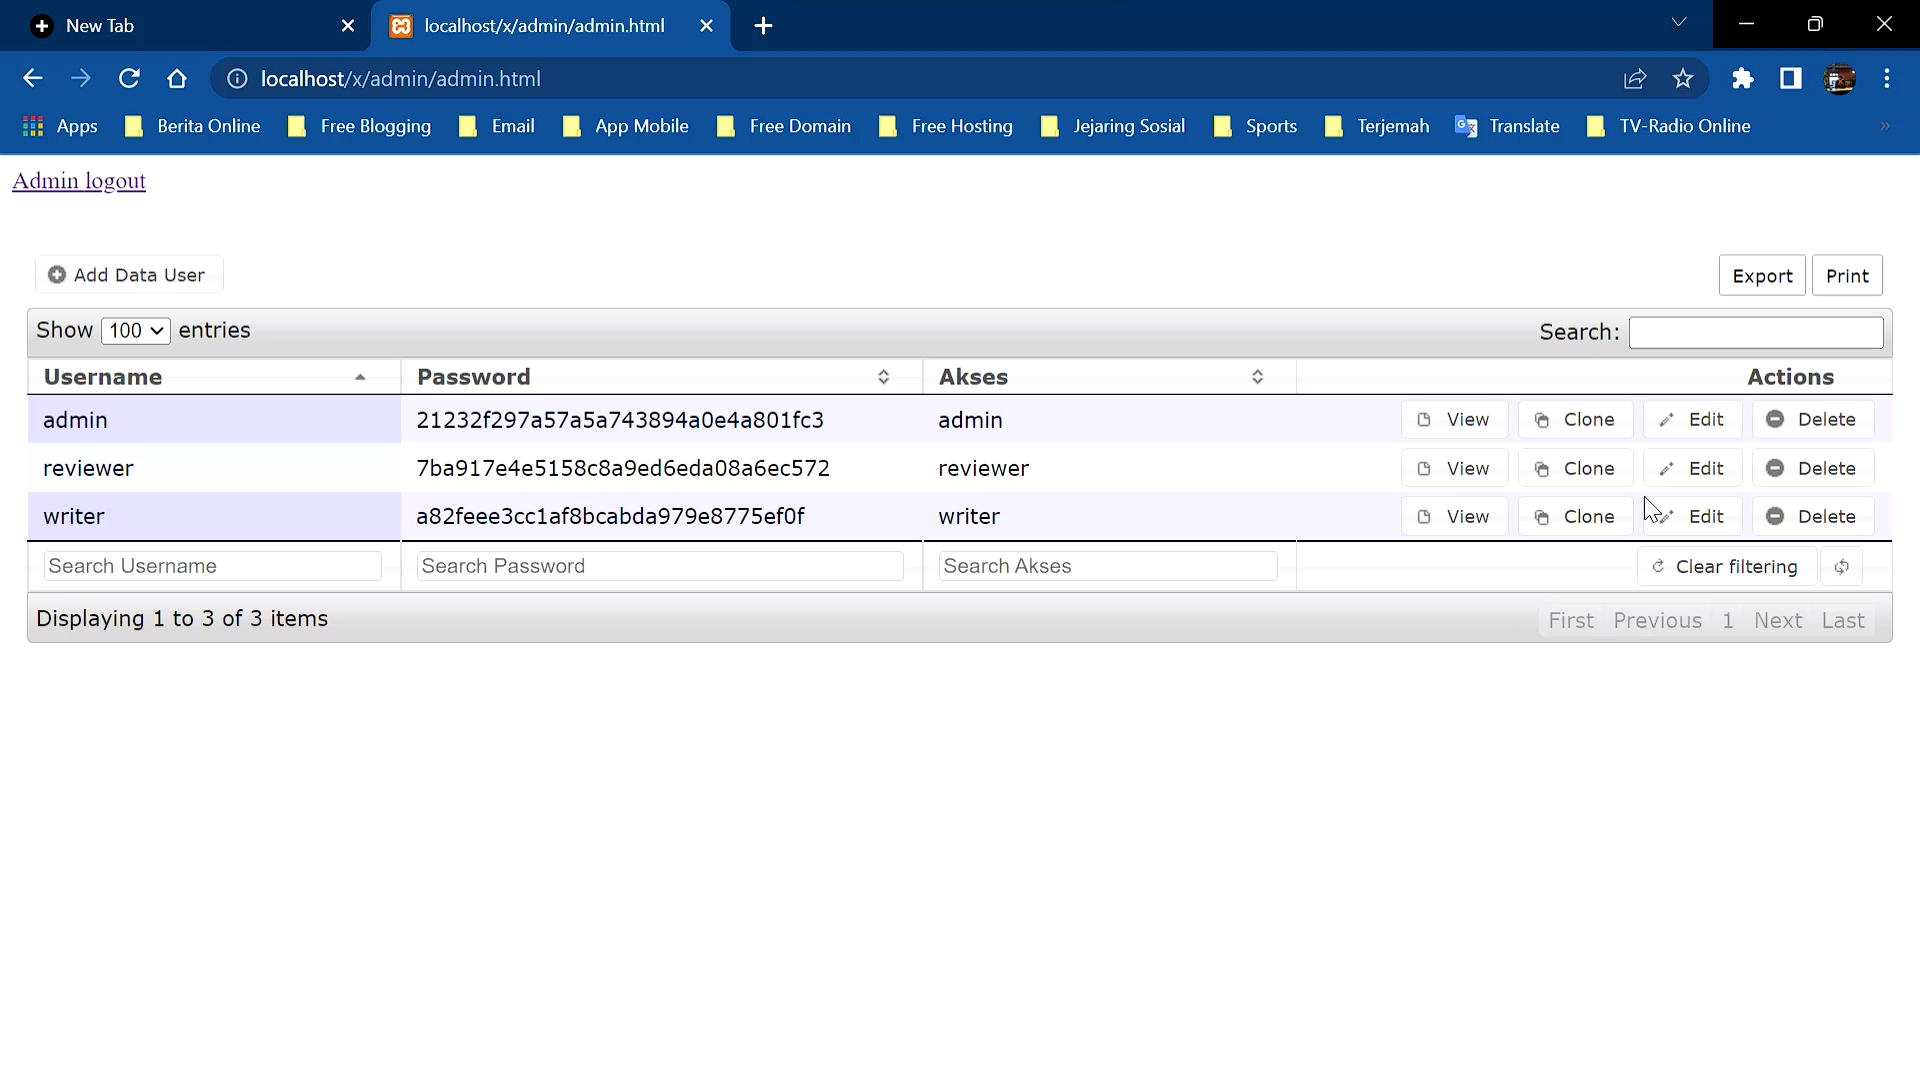 New Tab
localhost/x/admin/admin.html
localhost/x/admin/admin.html
Apps Berita Online Free Blogging Email App Mobile Free Domain Free Hosting Jejaring Sosial Sports Terjemah Translate TV-Radio Online »
Admin logout
Add Data User Export Print
Show 100 entries Search:
Username Password Akses Actions
admin 21232f297a57a5a743894a0e4a801fc3 admin View Clone Edit Delete
reviewer 7ba917e4e5158c8a9ed6eda08a6ec572 reviewer View Clone Edit Delete
writer a82feee3cc1af8bcabda979e8775ef0f writer View Clone Edit Delete
Search Username Search Password Search Akses Clear filtering
Displaying 1 to 3 of 3 items First Previous 1 Next Last